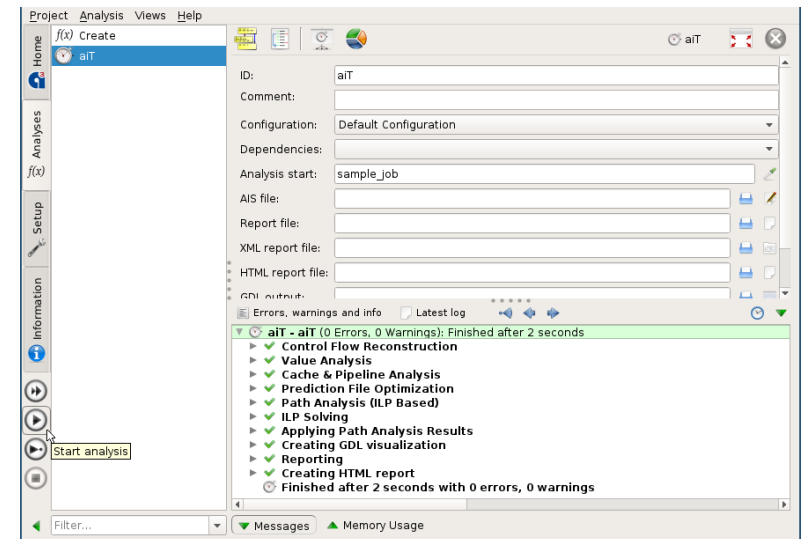 Project Analysis Views Help
Home
Analyses
f(x)
Setup
Information
f(x) Create
aiT
aiT
ID: aiT
Comment:
Configuration: Default Configuration
Dependencies:
Analysis start: sample_job
AIS file:
Report file:
XML report file:
HTML report file:
GDL output:
Errors, warnings and info Latest log
aiT - aiT (0 Errors, 0 Warnings): Finished after 2 seconds
Control Flow Reconstruction
Value Analysis
Cache & Pipeline Analysis
Prediction File Optimization
Path Analysis (ILP Based)
ILP Solving
Applying Path Analysis Results
Creating GDL visualization
Reporting
Creating HTML report
Finished after 2 seconds with 0 errors, 0 warnings
Start analysis
Filter...
Messages Memory Usage